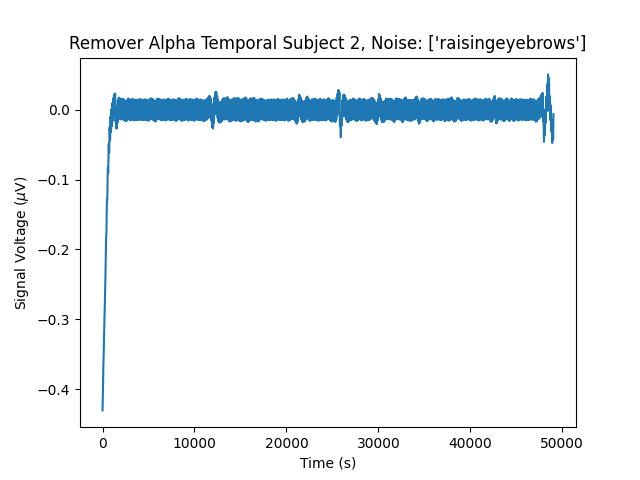 Remover Alpha Temporal Subject 2, Noise: ['raisingeyebrows']
Signal Voltage (μV)
0.0
−0.1
−0.2
−0.3
−0.4
0 10000 20000 30000 40000 50000
Time (s)